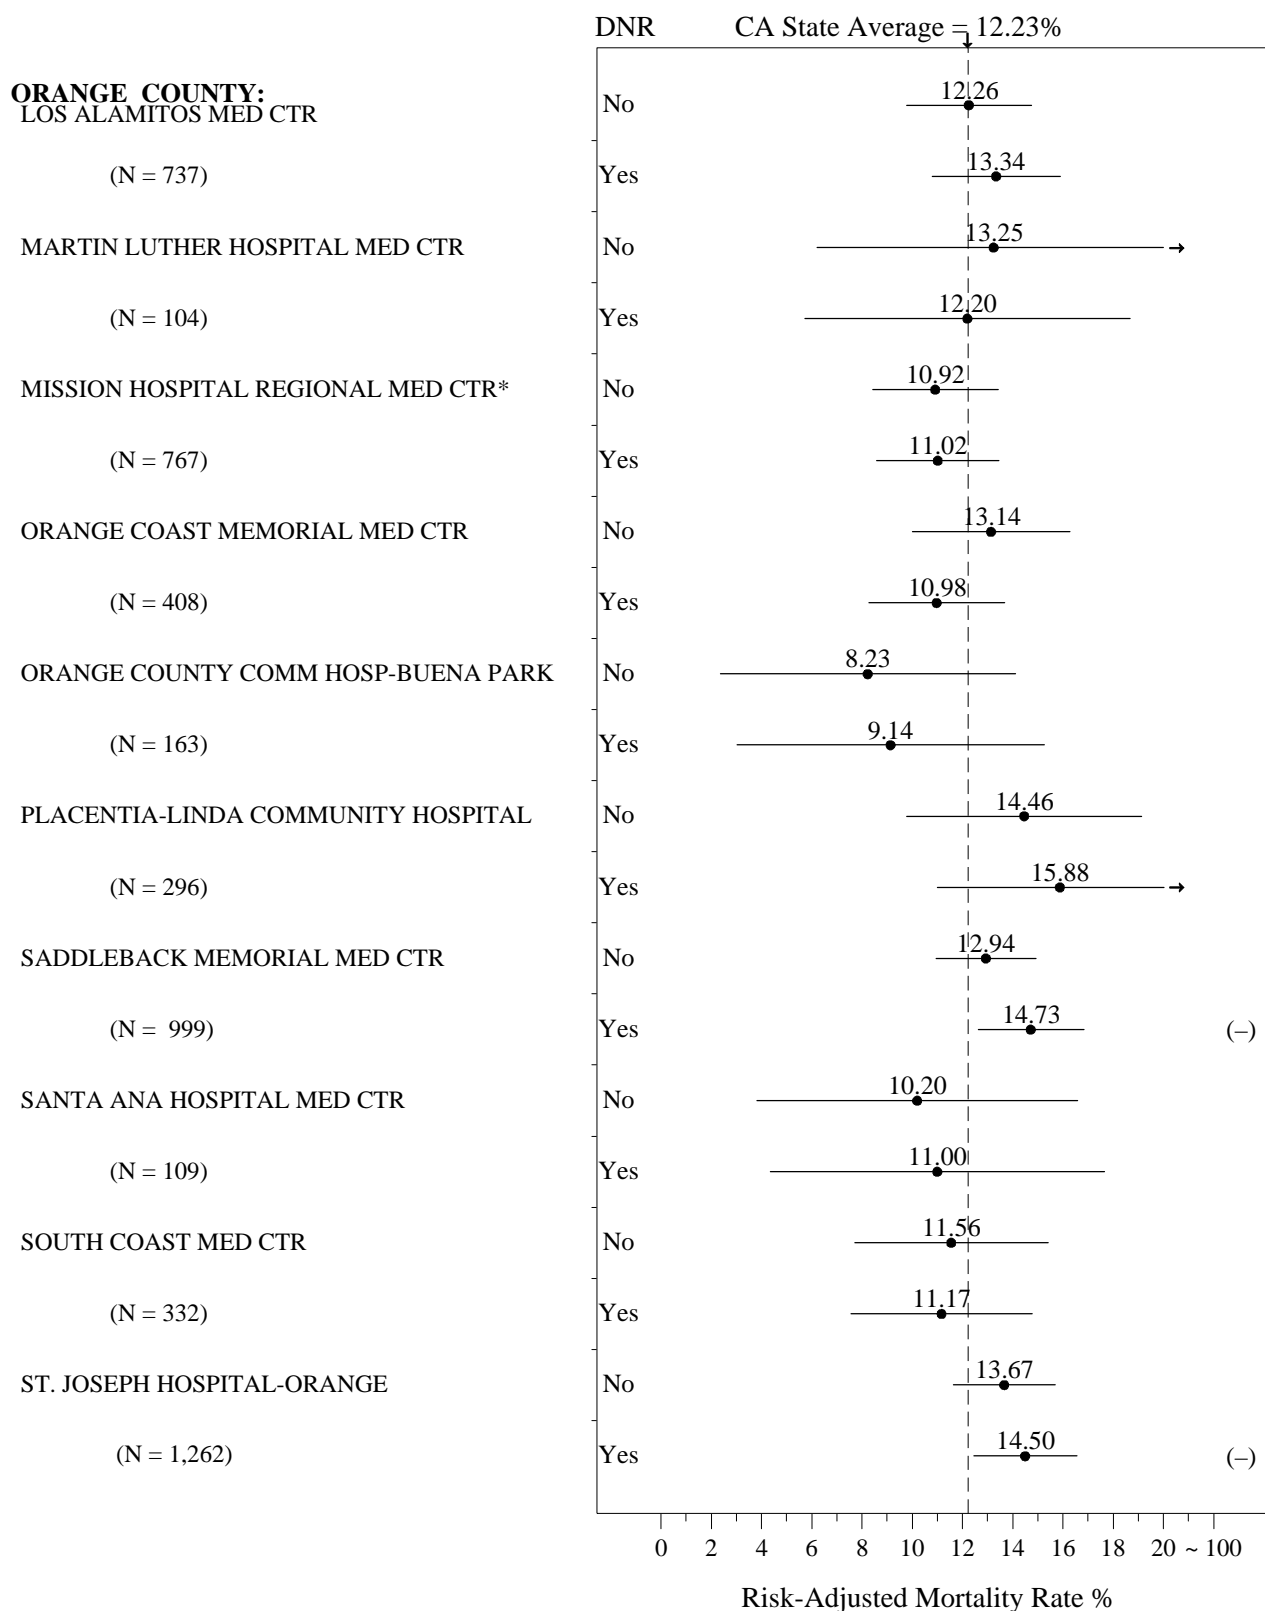 DNR CA State Average = 12.23%
ORANGE COUNTY:
LOS ALAMITOS MED CTR No 12.26
(N = 737) Yes 13.34
MARTIN LUTHER HOSPITAL MED CTR No 13.25
(N = 104) Yes 12.20
MISSION HOSPITAL REGIONAL MED CTR* No 10.92
(N = 767) Yes 11.02
ORANGE COAST MEMORIAL MED CTR No 13.14
(N = 408) Yes 10.98
ORANGE COUNTY COMM HOSP-BUENA PARK No 8.23
(N = 163) Yes 9.14
PLACENTIA-LINDA COMMUNITY HOSPITAL No 14.46
(N = 296) Yes 15.88
SADDLEBACK MEMORIAL MED CTR No 12.94
(N = 999) Yes 14.73 (–)
SANTA ANA HOSPITAL MED CTR No 10.20
(N = 109) Yes 11.00
SOUTH COAST MED CTR No 11.56
(N = 332) Yes 11.17
ST. JOSEPH HOSPITAL-ORANGE No 13.67
(N = 1,262) Yes 14.50 (–)
0 2 4 6 8 10 12 14 16 18 20 ~ 100
Risk-Adjusted Mortality Rate %